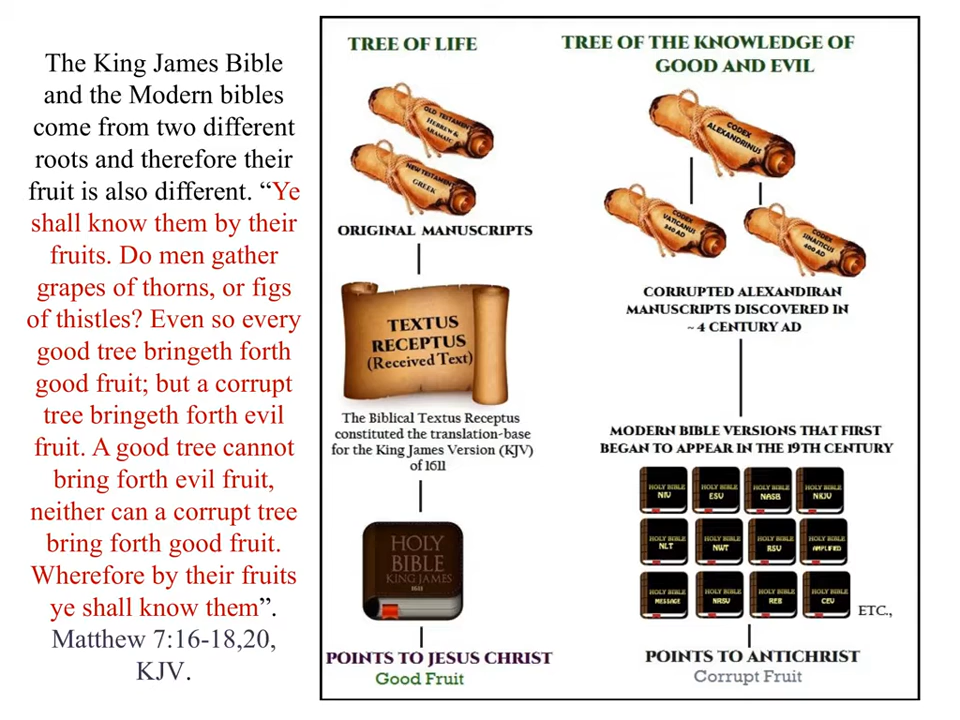 The King James Bible
and the Modern bibles
come from two different
roots and therefore their
fruit is also different. “Ye
shall know them by their
fruits. Do men gather
grapes of thorns, or figs
of thistles? Even so every
good tree bringeth forth
good fruit; but a corrupt
tree bringeth forth evil
fruit. A good tree cannot
bring forth evil fruit,
neither can a corrupt tree
bring forth good fruit.
Wherefore by their fruits
ye shall know them”.
Matthew 7:16-18,20,
KJV.
TREE OF LIFE
OLD TESTAMENT
HEBREW &
ARAMAIC
NEW TESTAMENT
GREEK
ORIGINAL MANUSCRIPTS
TEXTUS
RECEPTUS
(Received Text)
The Biblical Textus Receptus
constituted the translation-base
for the King James Version (KJV)
of 1611
HOLY
BIBLE
KING JAMES
1611
POINTS TO JESUS CHRIST
Good Fruit
TREE OF THE KNOWLEDGE OF
GOOD AND EVIL
CODEX
ALEXANDRINUS
CODEX
VATICANUS
340 AD
CODEX
SINAITICUS
400 AD
CORRUPTED ALEXANDIRAN
MANUSCRIPTS DISCOVERED IN
~ 4 CENTURY AD
MODERN BIBLE VERSIONS THAT FIRST
BEGAN TO APPEAR IN THE 19TH CENTURY
HOLY BIBLE
NIV
HOLY BIBLE
ESV
HOLY BIBLE
NASB
HOLY BIBLE
NKJV
HOLY BIBLE
NLT
HOLY BIBLE
NWT
HOLY BIBLE
RSV
HOLY BIBLE
AMPLIFIED
HOLY BIBLE
MESSAGE
HOLY BIBLE
NRSV
HOLY BIBLE
REB
HOLY BIBLE
CEV
ETC.,
POINTS TO ANTICHRIST
Corrupt Fruit